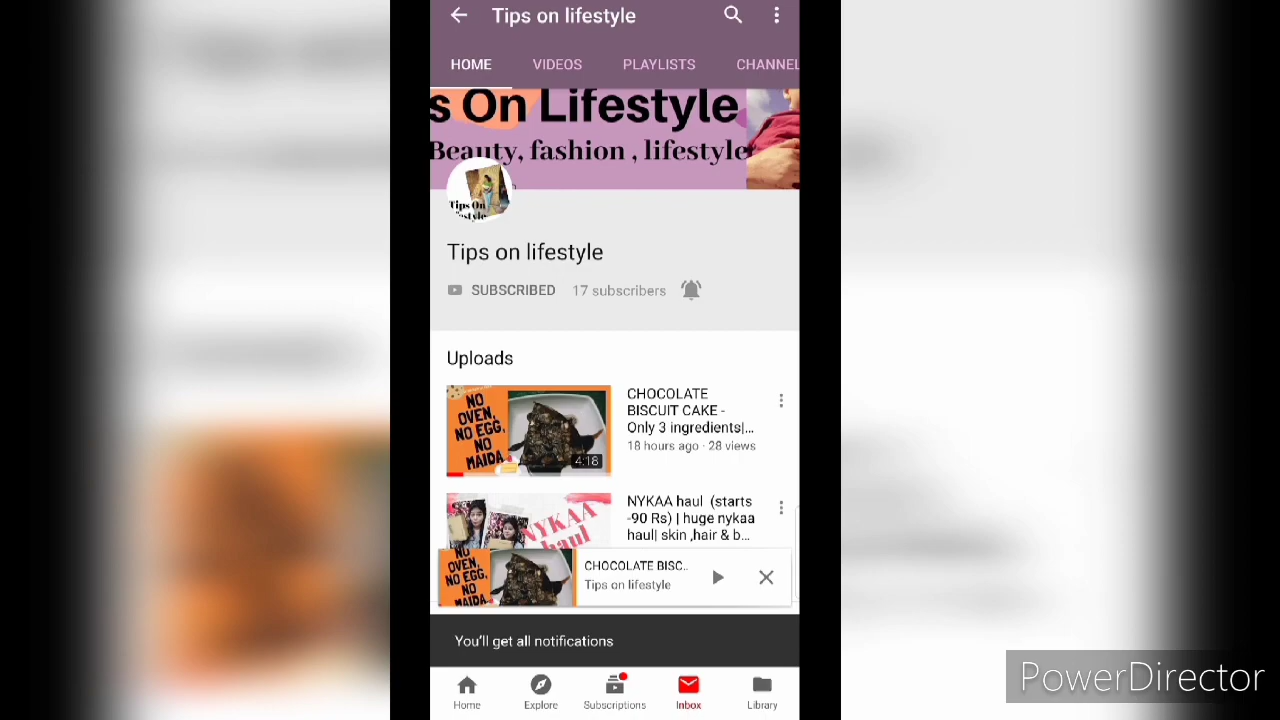 Tips on lifestyle
HOME VIDEOS PLAYLISTS CHANNEL
s On Lifestyle
Beauty, fashion , lifestyle
Tips On
Tips on lifestyle
SUBSCRIBED 17 subscribers
Uploads
NO
OVEN,
NO EGG,
NO
MAIDA
4:18
CHOCOLATE
BISCUIT CAKE -
Only 3 ingredients|...
18 hours ago · 28 views
NYKAA
haul
NYKAA haul (starts
-90 Rs) | huge nykaa
haul| skin ,hair & b...
NO
OVEN,
NO EGG,
NO
MAIDA
CHOCOLATE BISC..
Tips on lifestyle
You'll get all notifications
Home Explore Subscriptions Inbox Library
PowerDirector